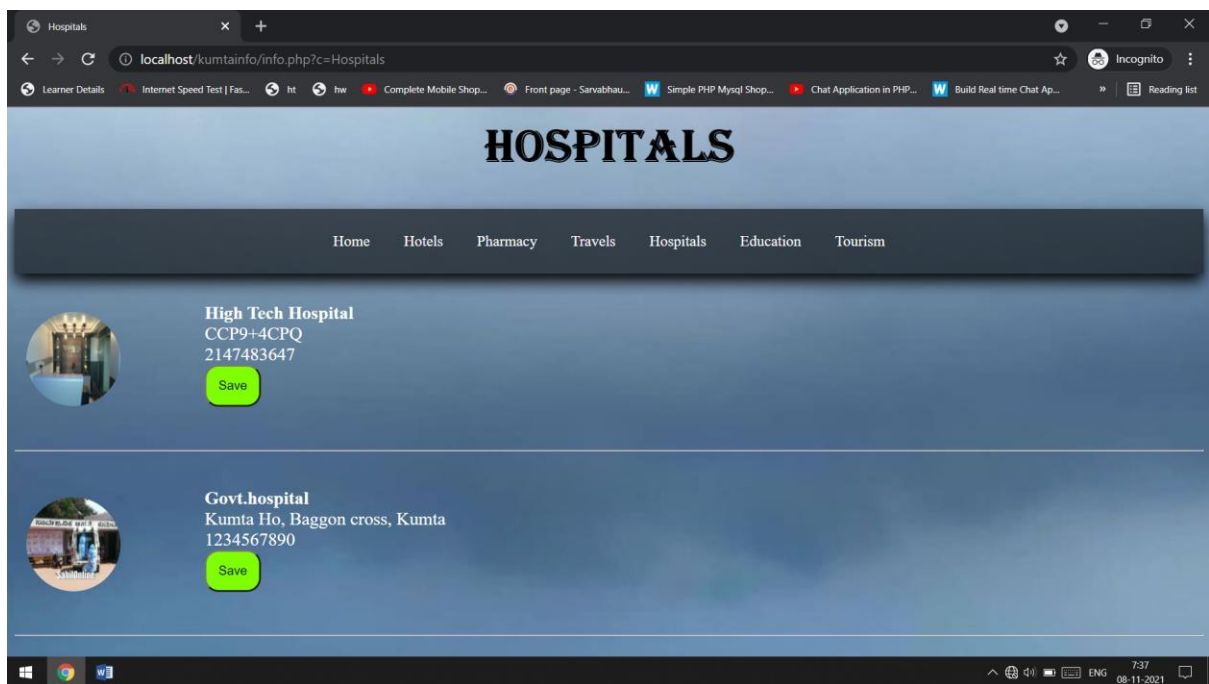 Hospitals
localhost/kumtainfo/info.php?c=Hospitals
Incognito
Learner Details
Internet Speed Test | Fas...
ht
hw
Complete Mobile Shop...
Front page - Sarvabhau...
Simple PHP Mysql Shop...
Chat Application in PHP...
Build Real time Chat Ap...
»
Reading list
HOSPITALS
Home Hotels Pharmacy Travels Hospitals Education Tourism
High Tech Hospital
CCP9+4CPQ
2147483647
Save
Govt.hospital
Kumta Ho, Baggon cross, Kumta
1234567890
Save
SahilOnline
ENG
7:37
08-11-2021